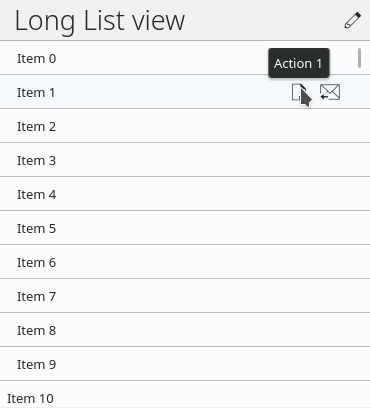 Long List view
Item 0
Action 1
Item 1
Item 2
Item 3
Item 4
Item 5
Item 6
Item 7
Item 8
Item 9
Item 10